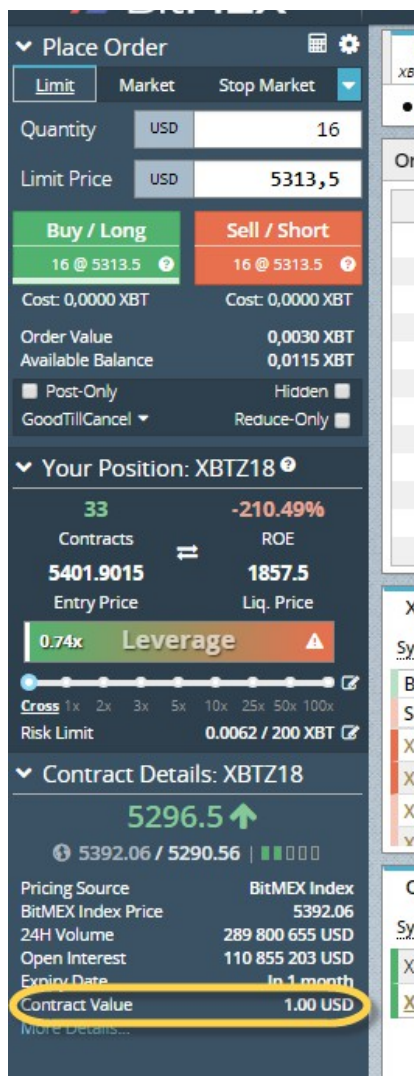 BitMEX
Place Order
Limit Market Stop Market
Quantity USD 16
Limit Price USD 5313,5
Buy / Long Sell / Short
16 @ 5313.5 16 @ 5313.5
Cost: 0,0000 XBT Cost: 0,0000 XBT
Order Value 0,0030 XBT
Available Balance 0,0115 XBT
Post-Only Hidden
GoodTillCancel Reduce-Only
Your Position: XBTZ18
33 -210.49%
Contracts ROE
5401.9015 1857.5
Entry Price Liq. Price
0.74x Leverage
Cross 1x 2x 3x 5x 10x 25x 50x 100x
Risk Limit 0.0062 / 200 XBT
Contract Details: XBTZ18
5296.5
5392.06 / 5290.56
Pricing Source BitMEX Index
BitMEX Index Price 5392.06
24H Volume 289 800 655 USD
Open Interest 110 855 203 USD
Expiry Date In 1 month
Contract Value 1.00 USD
More Details...